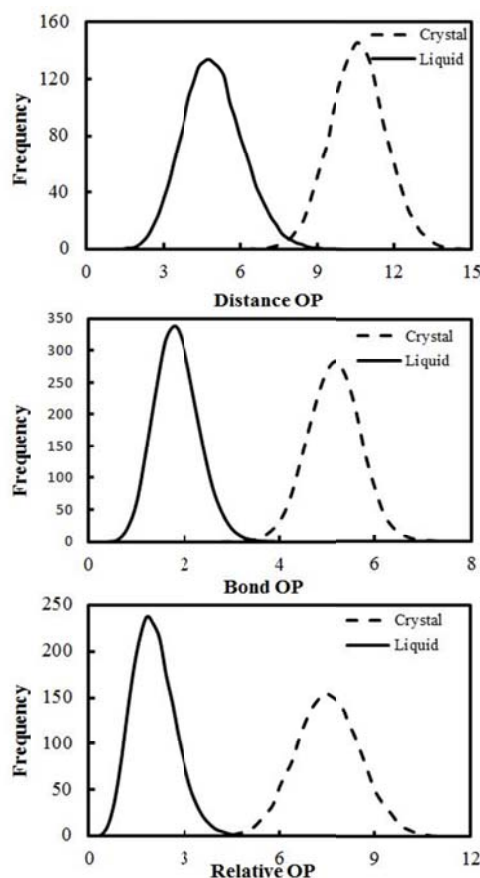 160
120
80
40
0
Frequency
Crystal
Liquid
0 3 6 9 12 15
Distance OP
350
300
250
200
150
100
50
0
Frequency
Crystal
Liquid
0 2 4 6 8
Bond OP
250
200
150
100
50
0
Frequency
Crystal
Liquid
0 3 6 9 12
Relative OP